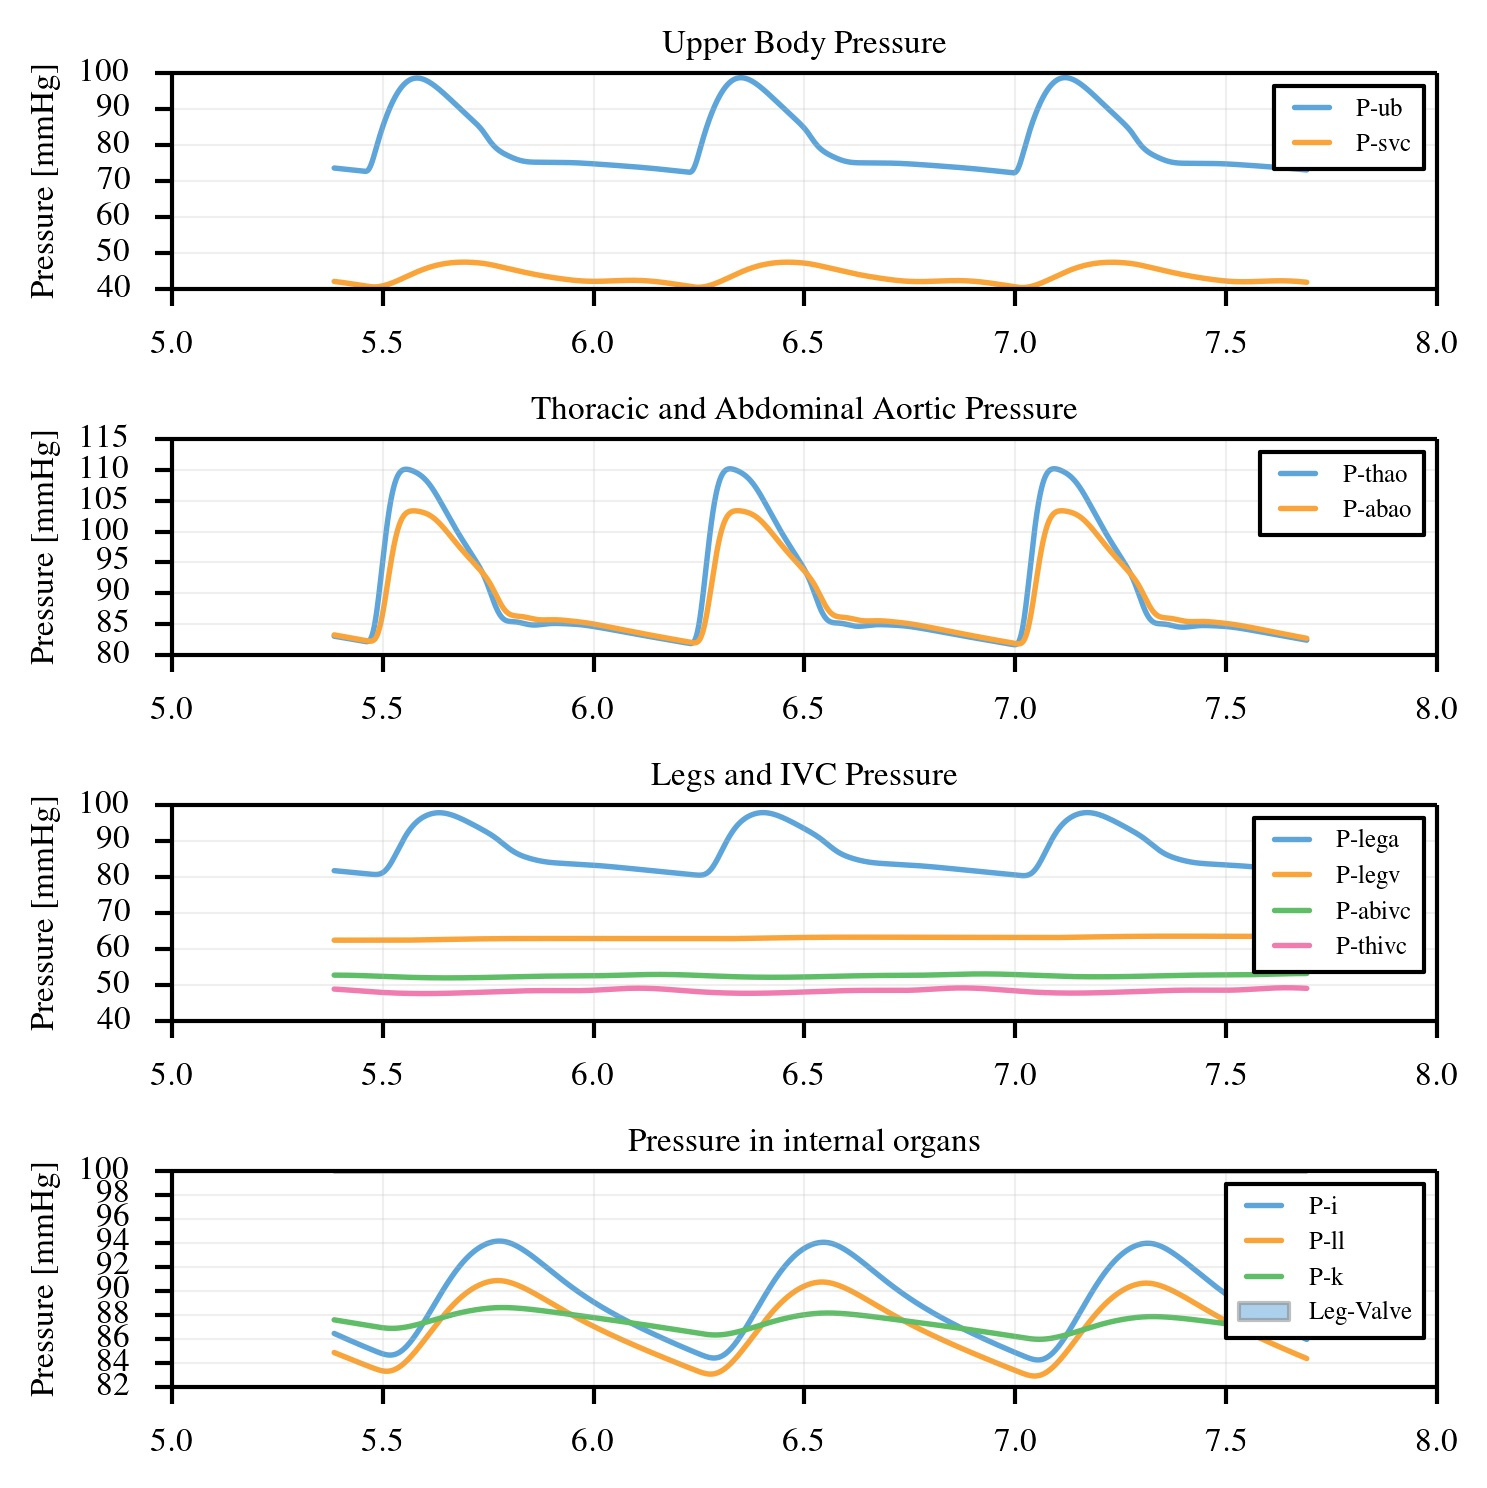 Upper Body Pressure
Pressure [mmHg]
100
90
80
70
60
50
40
P-ub
P-svc
5.0 5.5 6.0 6.5 7.0 7.5 8.0
Thoracic and Abdominal Aortic Pressure
Pressure [mmHg]
115
110
105
100
95
90
85
80
P-thao
P-abao
5.0 5.5 6.0 6.5 7.0 7.5 8.0
Legs and IVC Pressure
Pressure [mmHg]
100
90
80
70
60
50
40
P-lega
P-legv
P-abivc
P-thivc
5.0 5.5 6.0 6.5 7.0 7.5 8.0
Pressure in internal organs
Pressure [mmHg]
100
98
96
94
92
90
88
86
84
82
P-i
P-ll
P-k
Leg-Valve
5.0 5.5 6.0 6.5 7.0 7.5 8.0